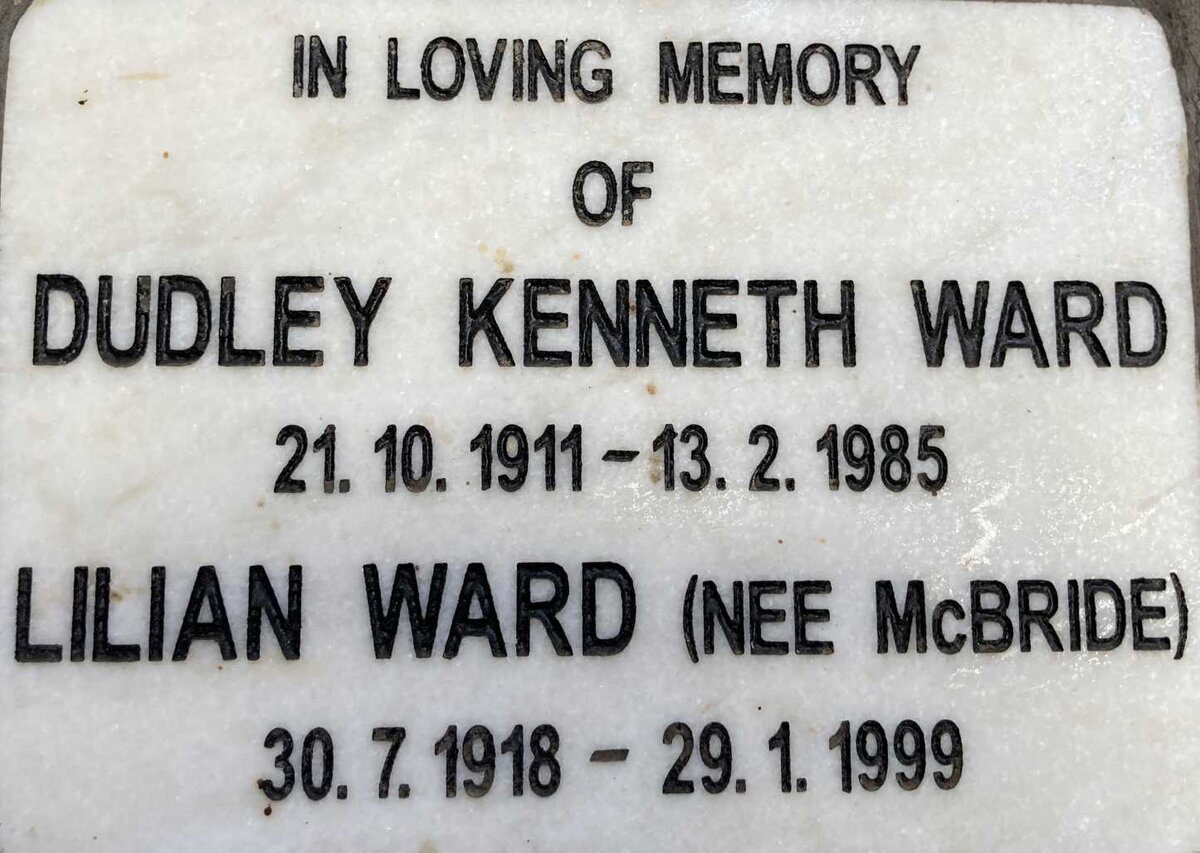 IN LOVING MEMORY
OF
DUDLEY KENNETH WARD
21. 10. 1911 – 13. 2. 1985
LILIAN WARD (NEE McBRIDE)
30. 7. 1918 – 29. 1. 1999